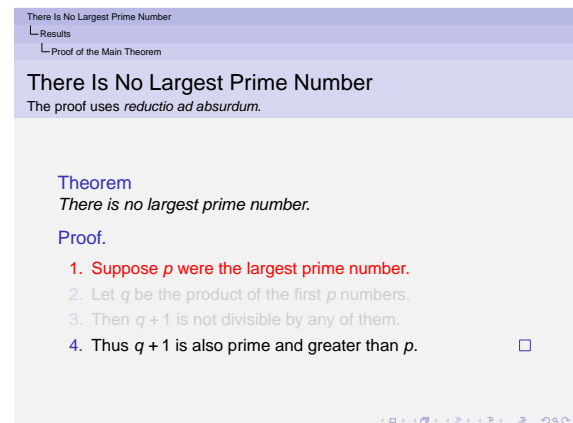 There Is No Largest Prime Number
Results
Proof of the Main Theorem
There Is No Largest Prime Number
The proof uses reductio ad absurdum.
Theorem
There is no largest prime number.
Proof.
1. Suppose p were the largest prime number.
2. Let q be the product of the first p numbers.
3. Then q + 1 is not divisible by any of them.
4. Thus q + 1 is also prime and greater than p. □